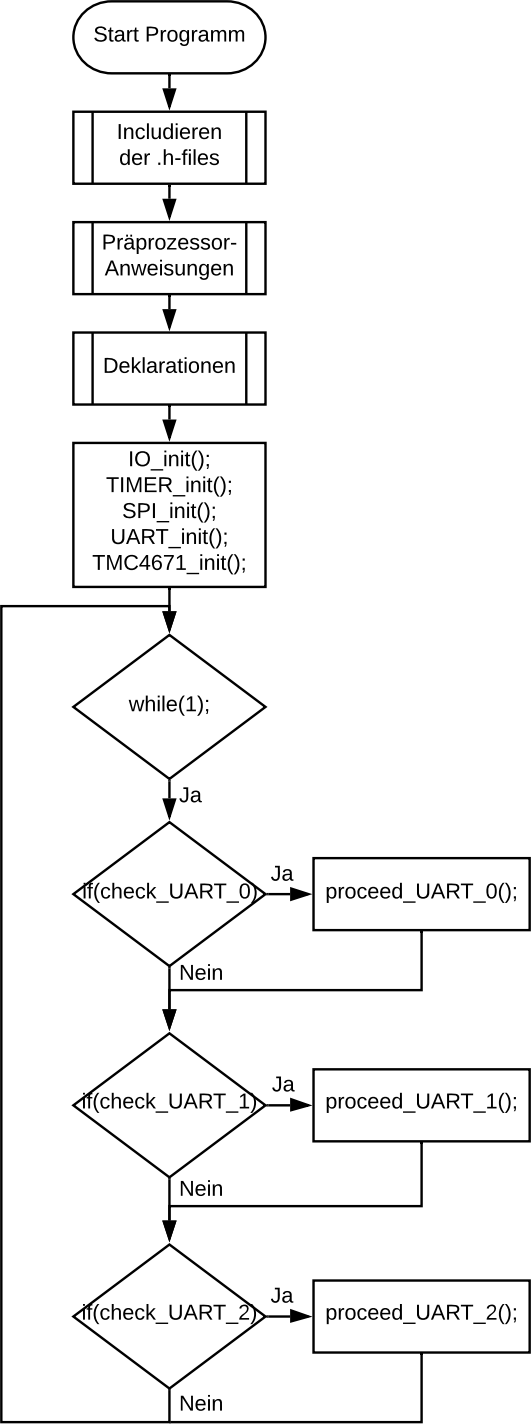 Start Programm
Includieren
der .h-files
Präprozessor-
Anweisungen
Deklarationen
IO_init();
TIMER_init();
SPI_init();
UART_init();
TMC4671_init();
while(1);
Ja
if(check_UART_0)
Ja
proceed_UART_0();
Nein
if(check_UART_1)
Ja
proceed_UART_1();
Nein
if(check_UART_2)
Ja
proceed_UART_2();
Nein